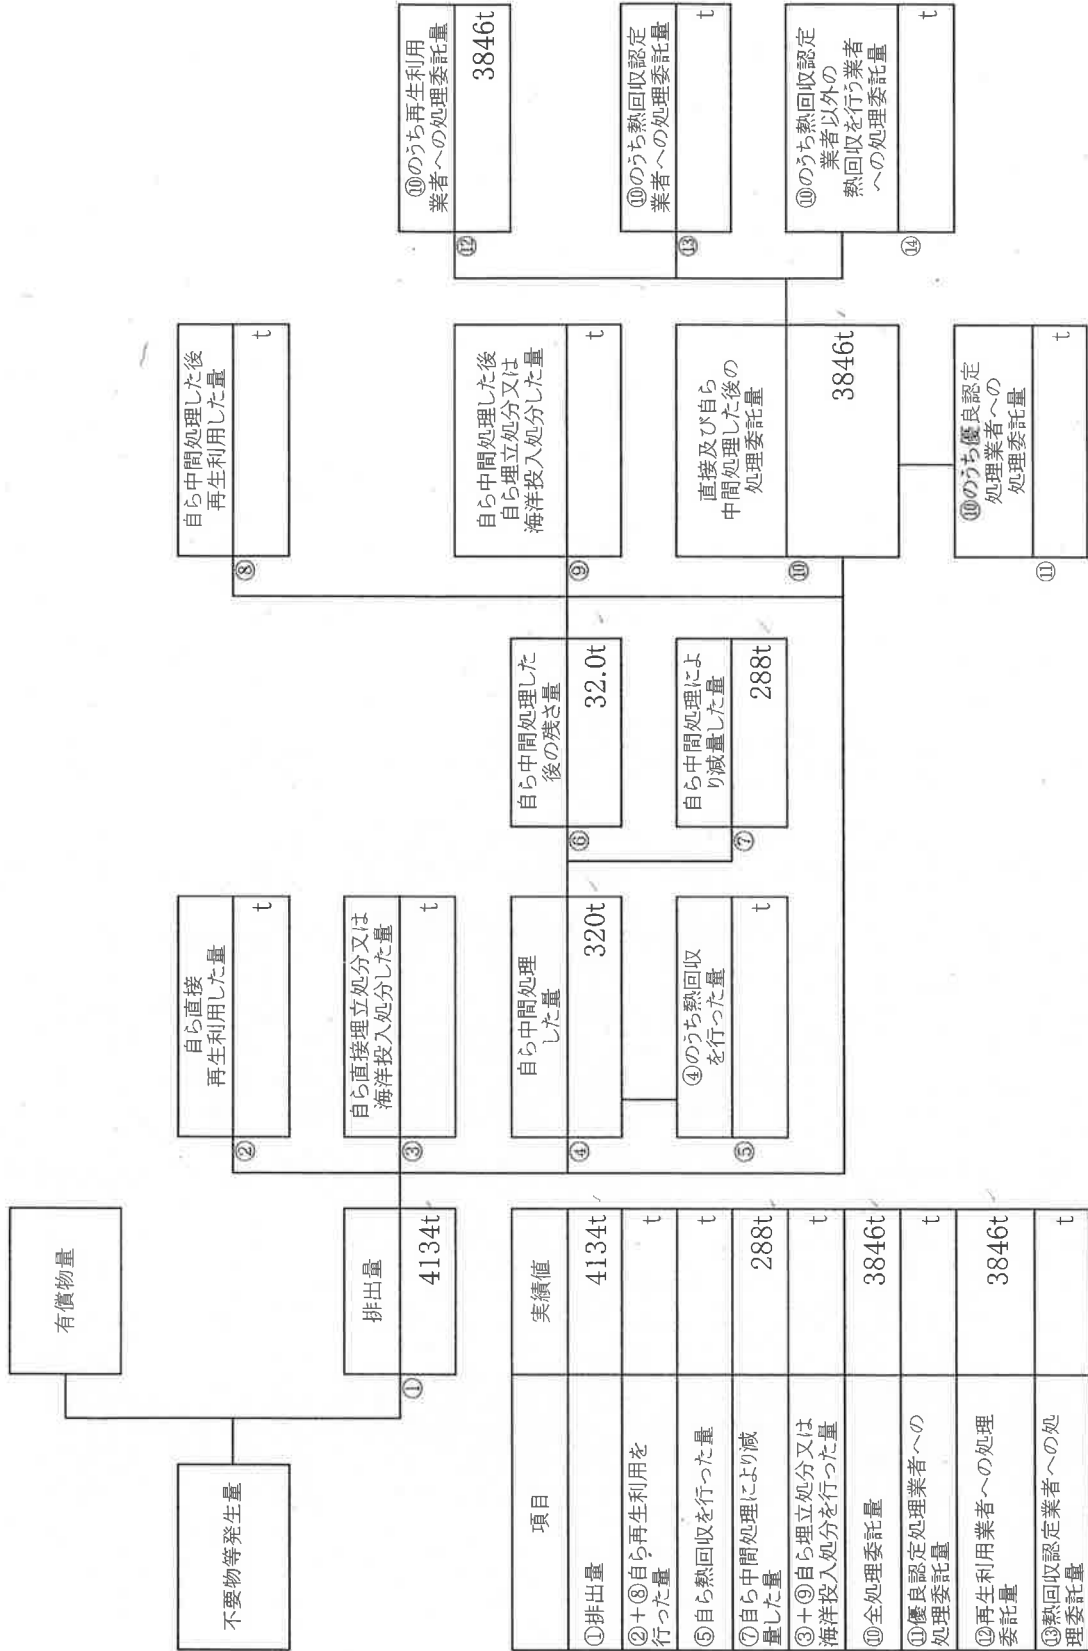 有償物量
不要物等発生量
排出量
①
4134t
自ら直接
再生利用した量
②
t
自ら直接埋立処分又は
海洋投入処分した量
③
t
自ら中間処理
した量
④
320t
④のうち熱回収
を行った量
⑤
t
自ら中間処理した
後の残さ量
⑥
32.0t
自ら中間処理によ
り減量した量
⑦
288t
自ら中間処理した後
再生利用した量
⑧
t
自ら中間処理した後
自ら埋立処分又は
海洋投入処分した量
⑨
t
直接及び自ら
中間処理した後の
処理委託量
⑩
3846t
⑩のうち優良認定
処理業者への
処理委託量
⑪
t
⑩のうち再生利用
業者への処理委託量
⑫
3846t
⑩のうち熱回収認定
業者への処理委託量
⑬
t
⑩のうち熱回収認定
業者以外の
熱回収を行う業者
への処理委託量
⑭
t
項目 実績値
①排出量 4134t
②+⑧自ら再生利用を
行った量 t
⑤自ら熱回収を行った量 t
⑦自ら中間処理により減
量した量 288t
③+⑨自ら埋立処分又は
海洋投入処分を行った量 t
⑩全処理委託量 3846t
⑪優良認定処理業者への
処理委託量 t
⑫再生利用業者への処理
委託量 3846t
⑬熱回収認定業者への処
理委託量 t